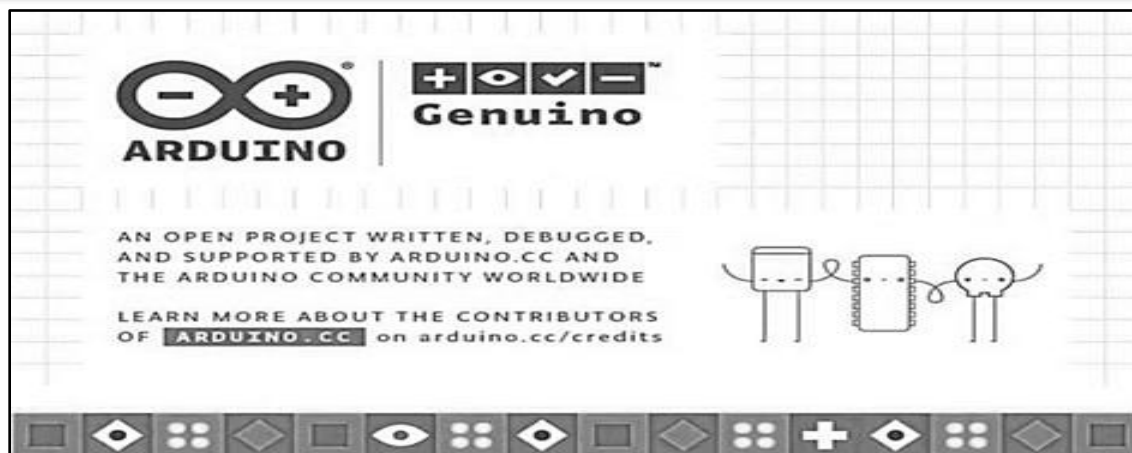 ARDUINO
Genuino
AN OPEN PROJECT WRITTEN, DEBUGGED,
AND SUPPORTED BY ARDUINO.CC AND
THE ARDUINO COMMUNITY WORLDWIDE
LEARN MORE ABOUT THE CONTRIBUTORS
OF ARDUINO.CC on arduino.cc/credits